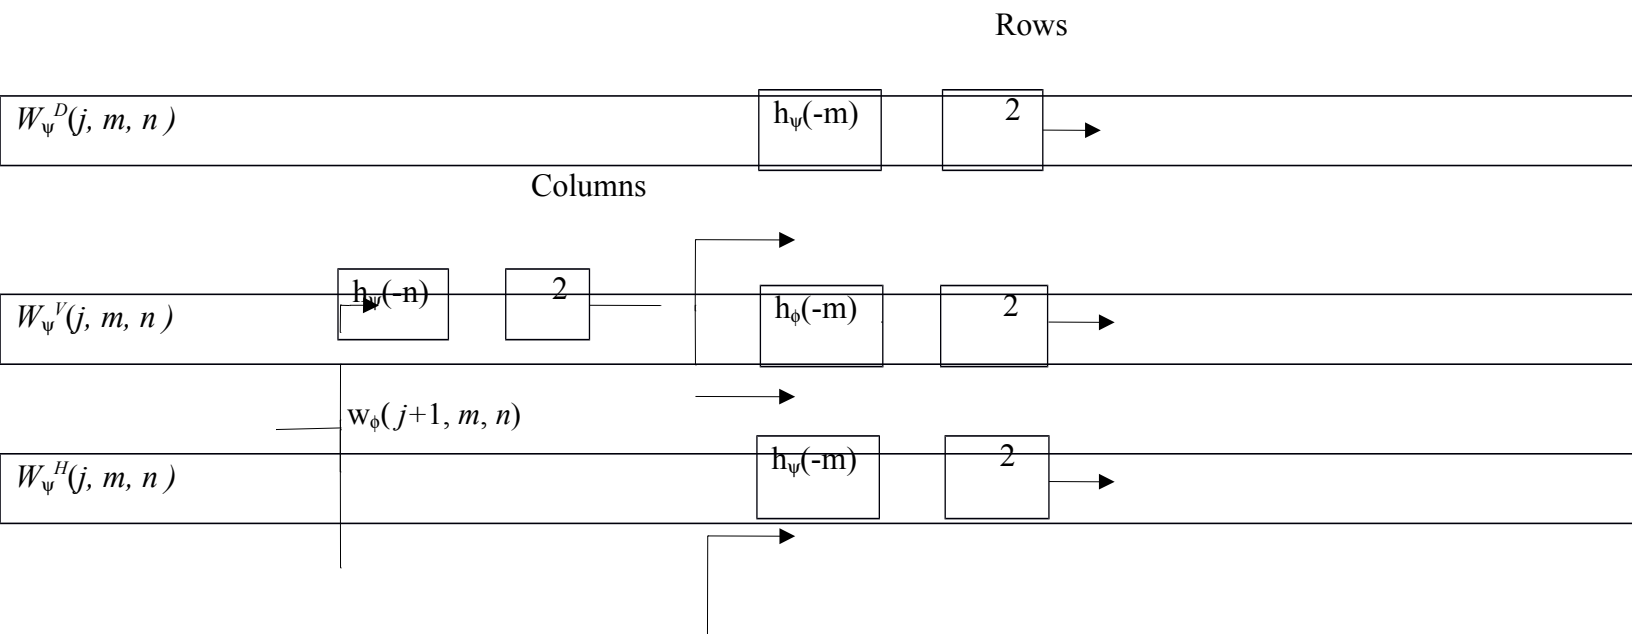 Rows
W_ψ^D(j, m, n ) h_ψ(-m) 2
Columns
W_ψ^V(j, m, n ) h_ψ(-n) 2 h_ϕ(-m) 2
w_ϕ( j+1, m, n)
W_ψ^H(j, m, n ) h_ψ(-m) 2